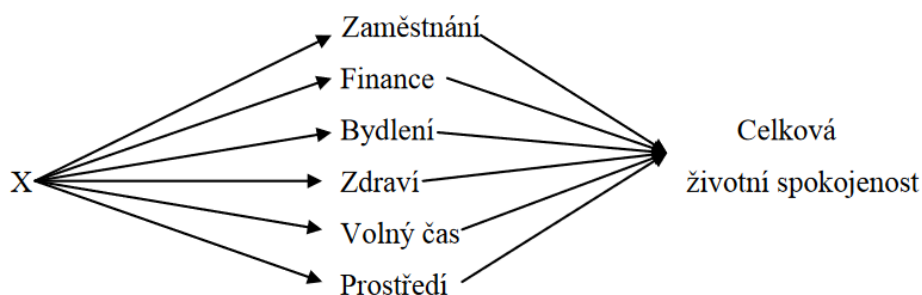 X
Zaměstnání
Finance
Bydlení
Zdraví
Volný čas
Prostředí
Celková
životní spokojenost